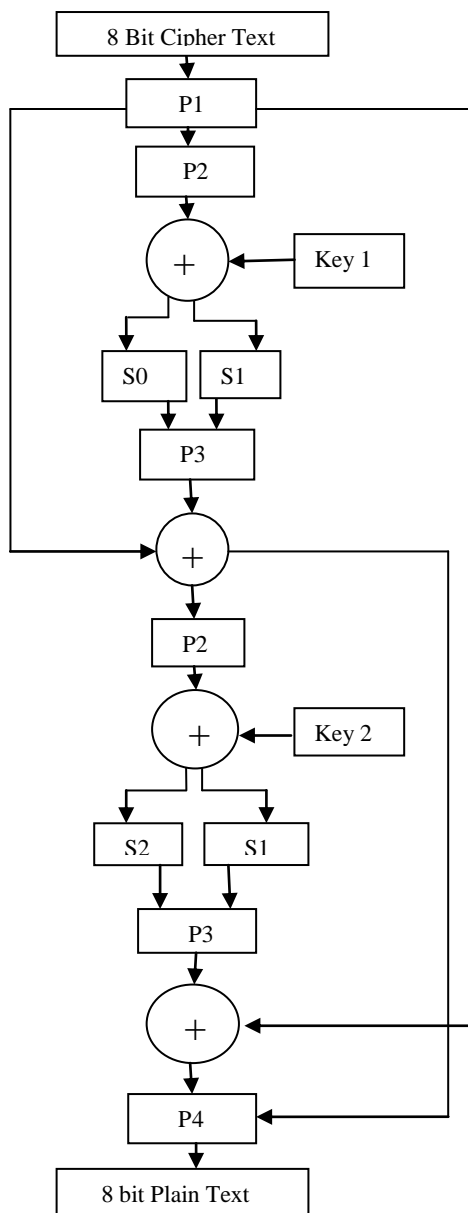 8 Bit Cipher Text
P1
P2
+
Key 1
S0
S1
P3
+
P2
+
Key 2
S2
S1
P3
+
P4
8 bit Plain Text